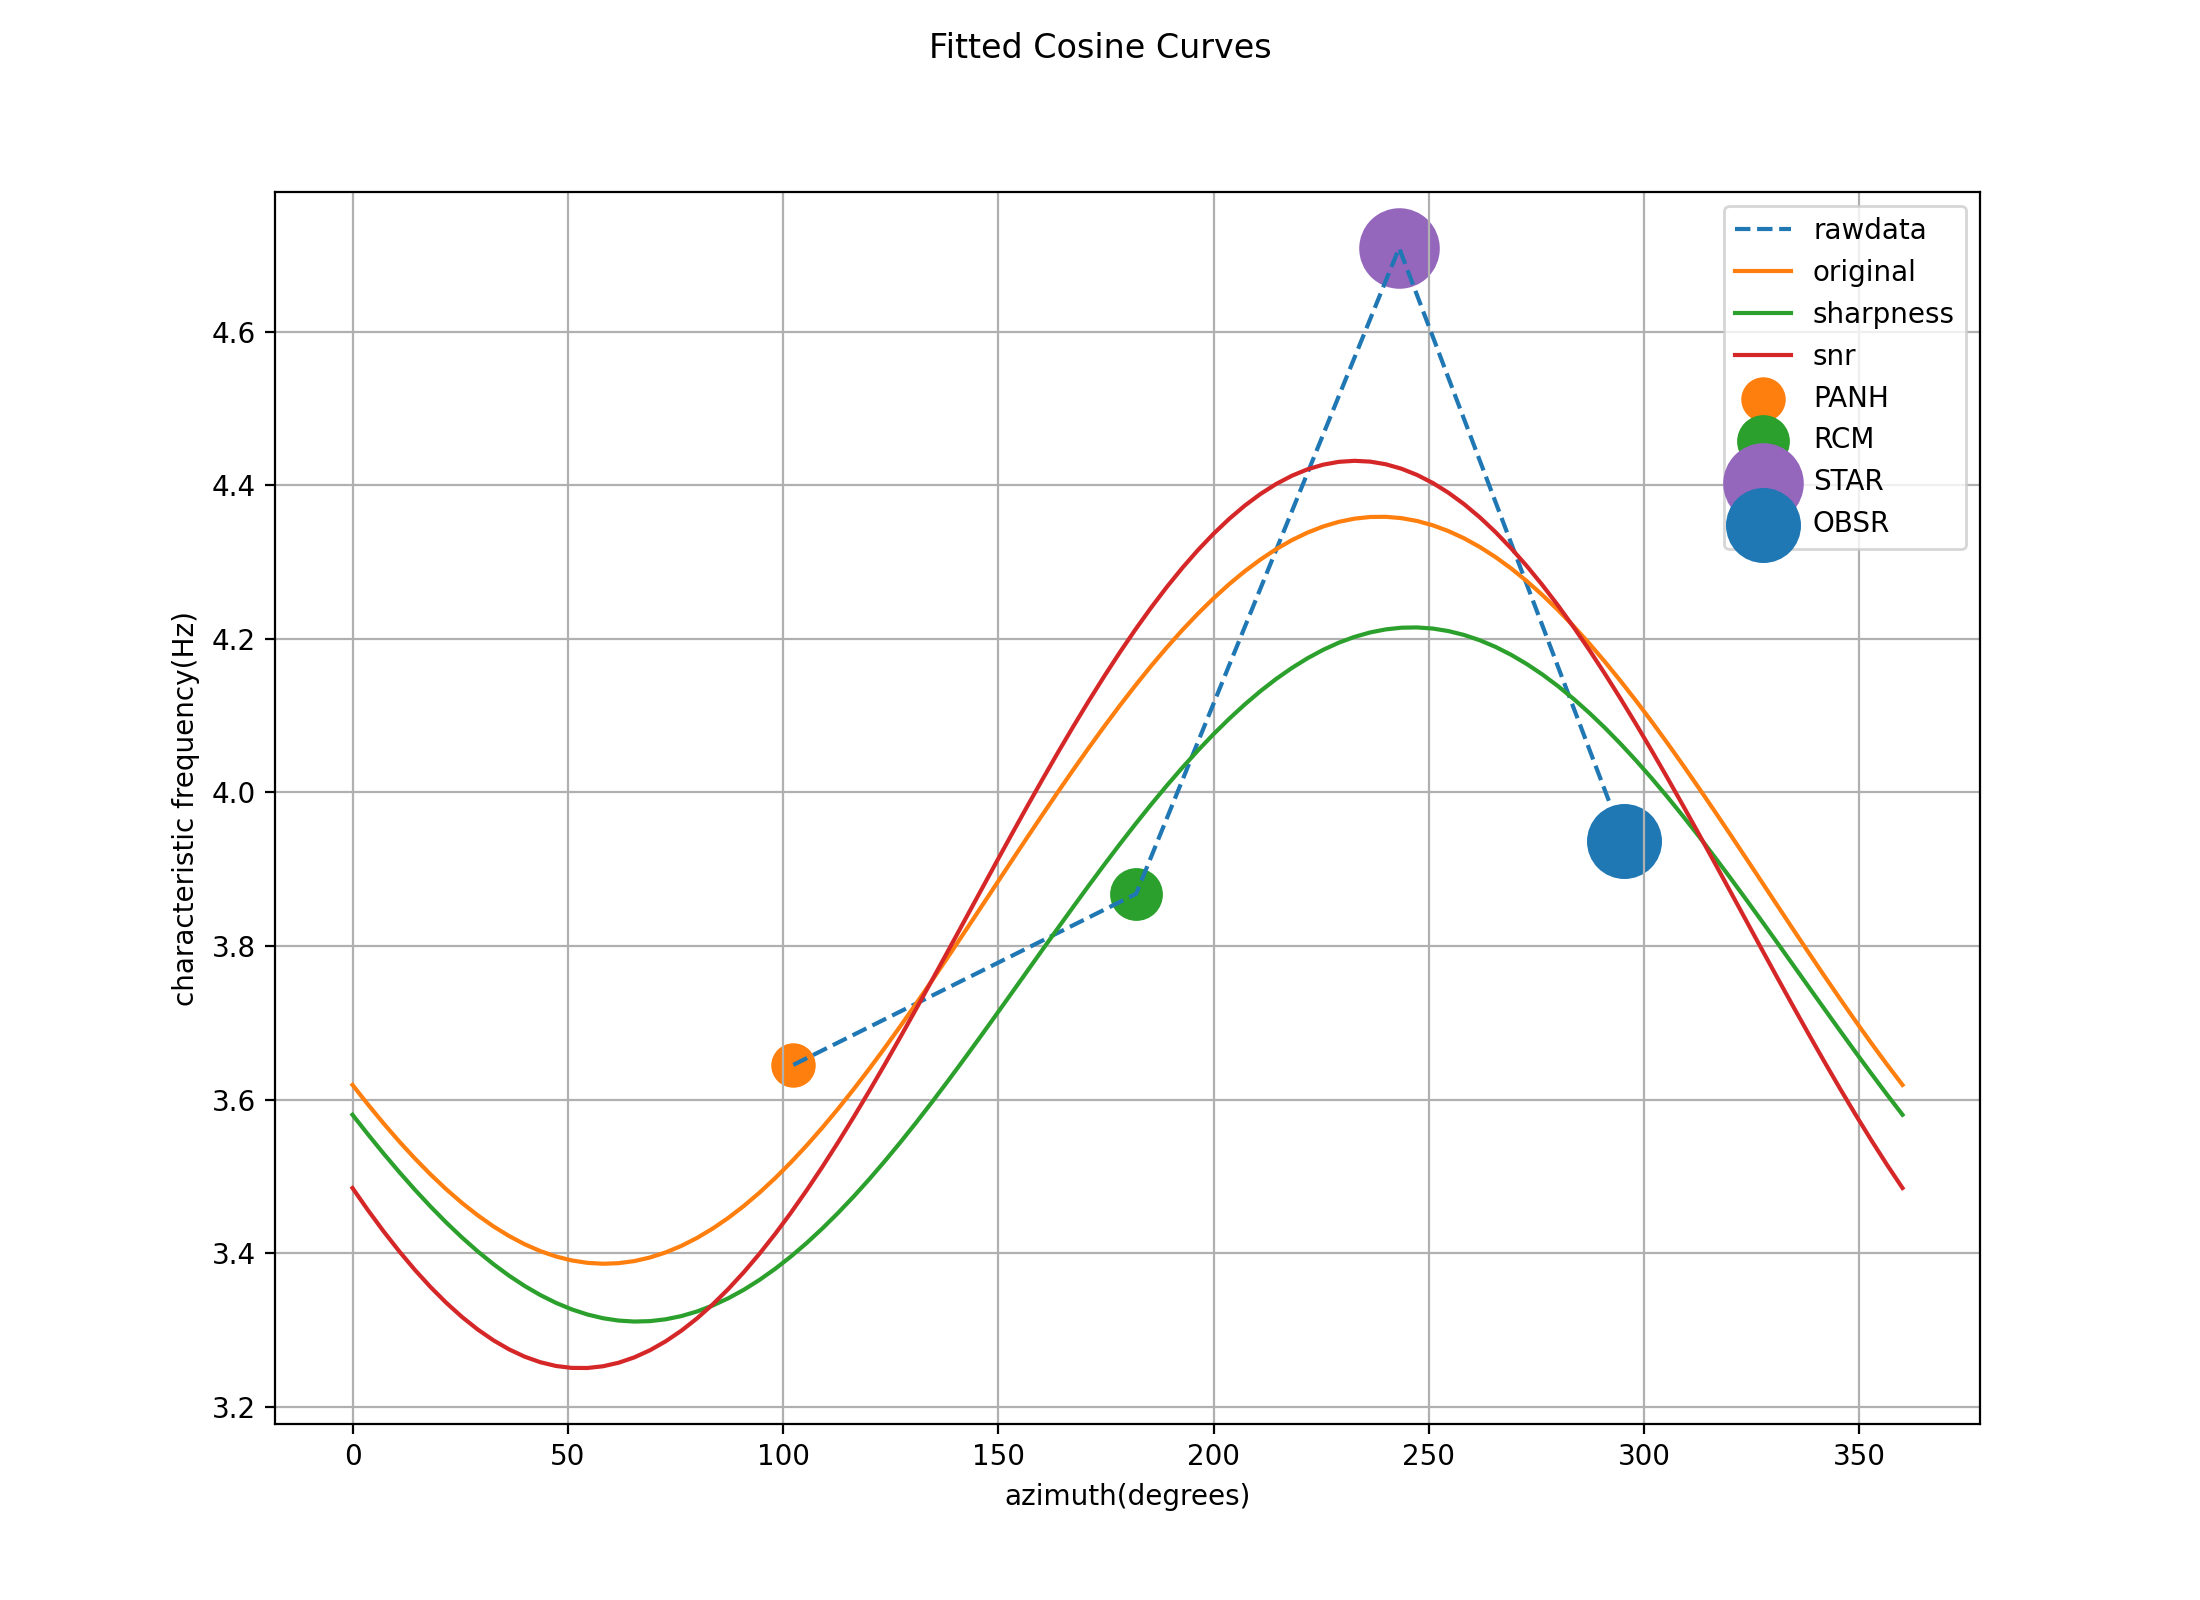 Fitted Cosine Curves
rawdata
original
sharpness
snr
PANH
RCM
STAR
OBSR
4.6
4.4
4.2
4.0
3.8
3.6
3.4
3.2
characteristic frequency(Hz)
0 50 100 150 200 250 300 350
azimuth(degrees)